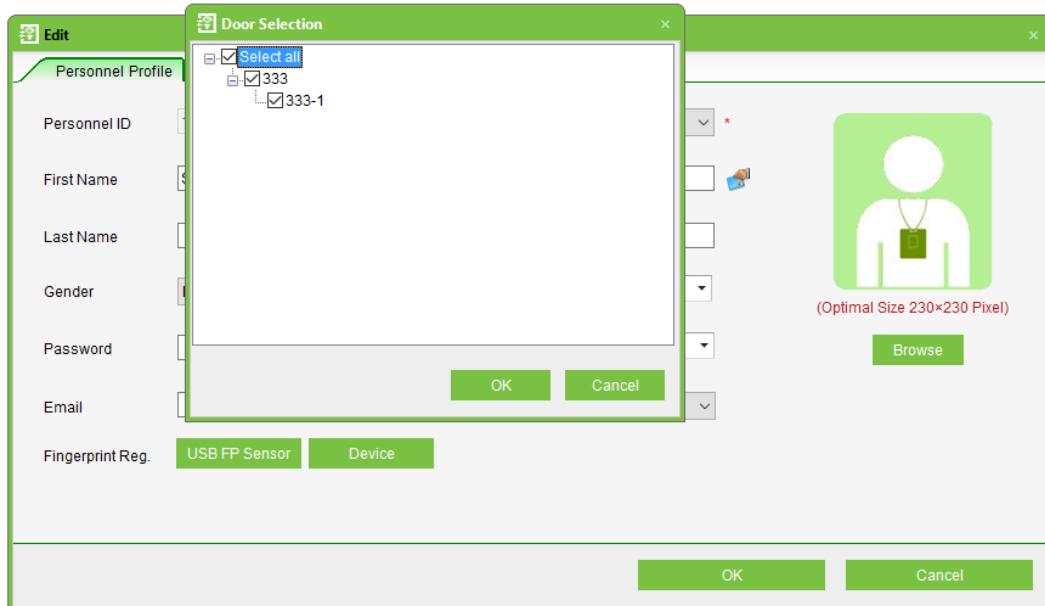 Door Selection
Select all
333
333-1
OK Cancel
Edit
Personnel Profile
Personnel ID *
First Name
Last Name
Gender
(Optimal Size 230×230 Pixel)
Password
Browse
Email
Fingerprint Reg. USB FP Sensor Device
OK Cancel